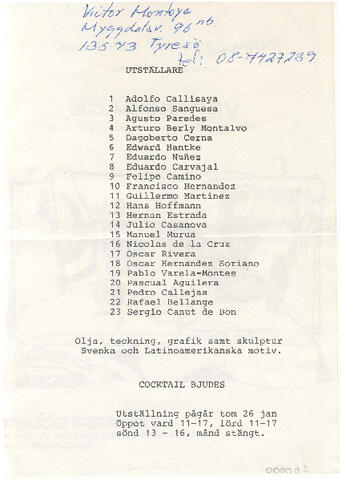 Victor Montoya
Myggdalsv. 96 nb
135 43 Tyresö
tel: 08-7427239
UTSTÄLLARE
1 Adolfo Callisaya
2 Alfonso Sanguesa
3 Agusto Paredes
4 Arturo Berly Montalvo
5 Dagoberto Cerna
6 Edward Hantke
7 Eduardo Nuñez
8 Eduardo Carvajal
9 Felipe Camino
10 Francisco Hernandez
11 Guillermo Martinez
12 Hans Hoffmann
13 Hernan Estrada
14 Julio Casanova
15 Manuel Murua
16 Nicolas de la Cruz
17 Oscar Rivera
18 Oscar Hernandez Soriano
19 Pablo Varela-Montes
20 Pascual Aguilera
21 Pedro Callejas
22 Rafael Bellange
23 Sergio Canut de Bon
Olja, teckning, grafik samt skulptur
Svenka och Latinoamerikanska motiv.
COCKTAIL BJUDES
Utställning pågår tom 26 jan
Öppot vard 11-17, lörd 11-17
sönd 13 - 16, månd stängt.